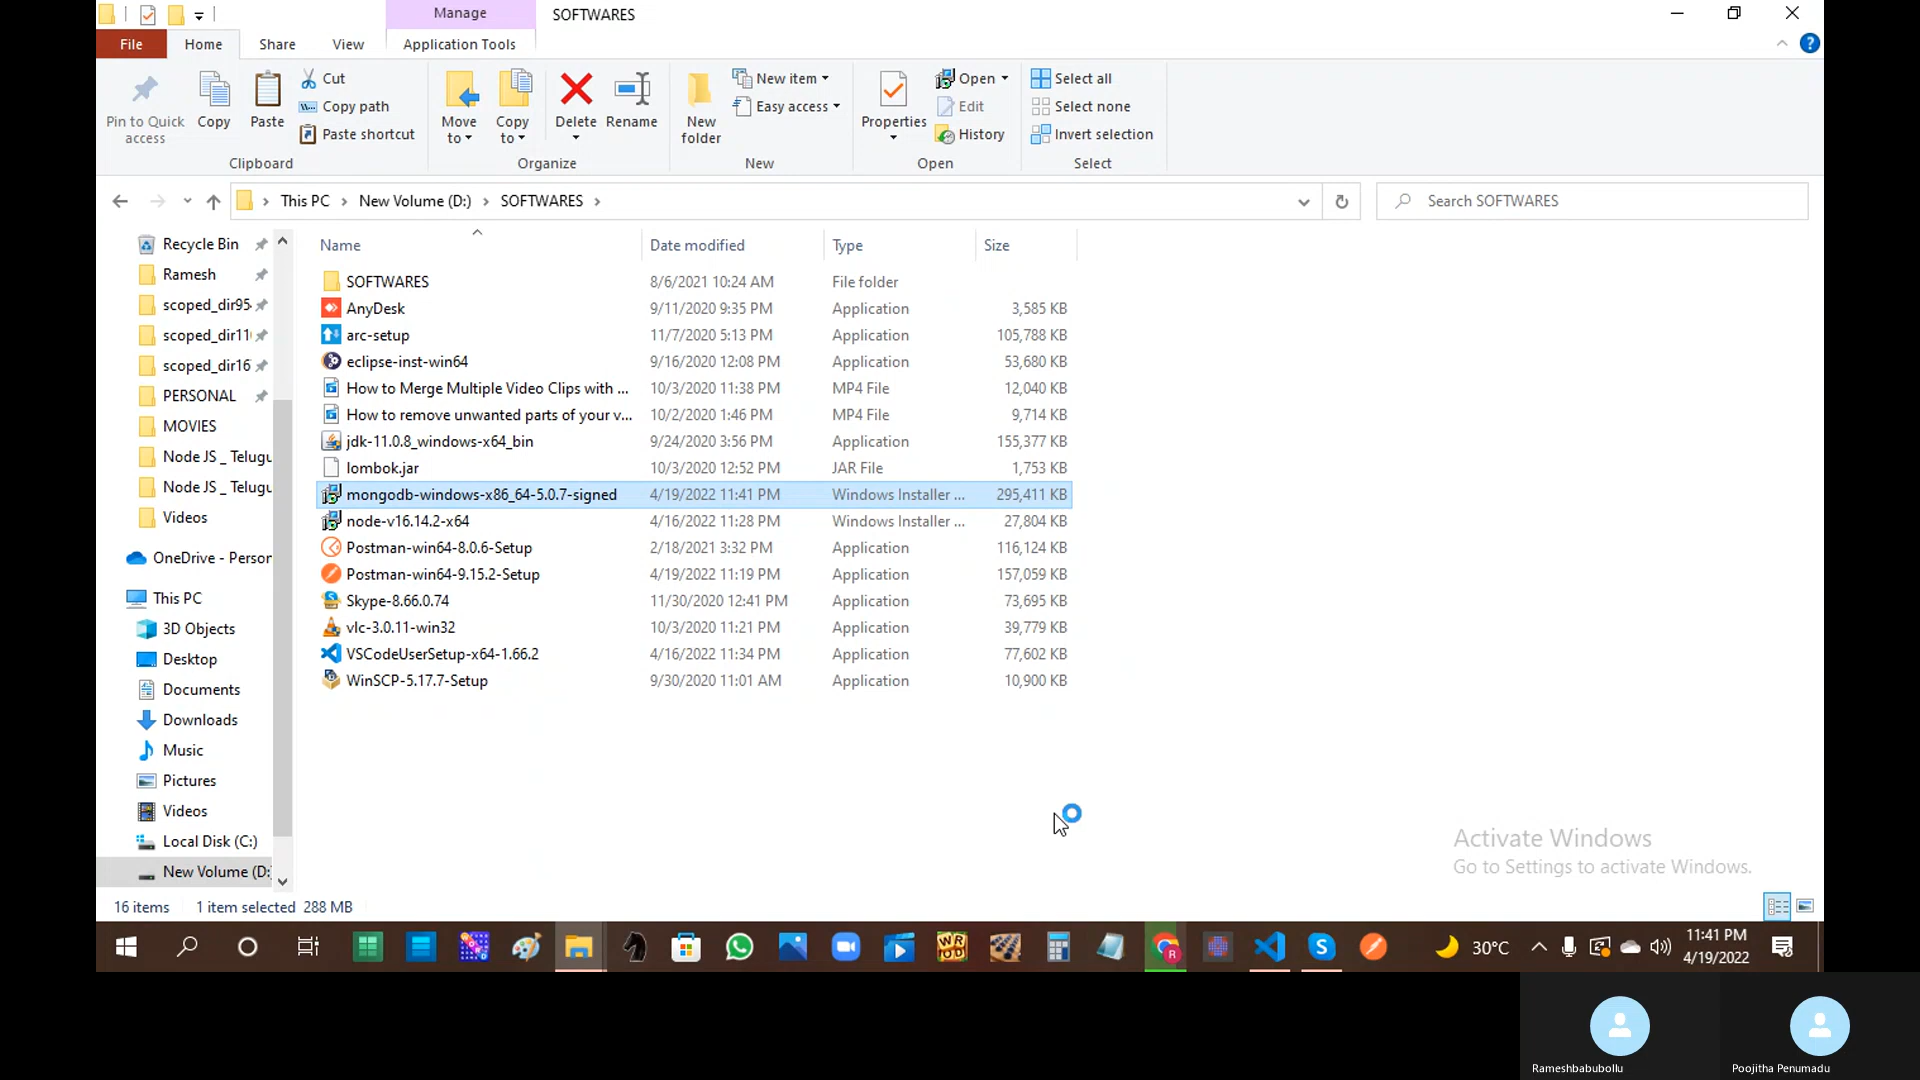 Manage
SOFTWARES
File
Home
Share
View
Application Tools
Pin to Quick access
Copy
Paste
Cut
Copy path
Paste shortcut
Clipboard
Move to
Copy to
Delete
Rename
Organize
New folder
New item
Easy access
New
Properties
Open
Edit
History
Open
Select all
Select none
Invert selection
Select
This PC > New Volume (D:) > SOFTWARES >
Search SOFTWARES
Recycle Bin
Ramesh
scoped_dir95
scoped_dir11
scoped_dir16
PERSONAL
MOVIES
Node JS _ Telugu
Node JS _ Telugu
Videos
OneDrive - Person
This PC
3D Objects
Desktop
Documents
Downloads
Music
Pictures
Videos
Local Disk (C:)
New Volume (D:
Name Date modified Type Size
SOFTWARES 8/6/2021 10:24 AM File folder
AnyDesk 9/11/2020 9:35 PM Application 3,585 KB
arc-setup 11/7/2020 5:13 PM Application 105,788 KB
eclipse-inst-win64 9/16/2020 12:08 PM Application 53,680 KB
How to Merge Multiple Video Clips with ... 10/3/2020 11:38 PM MP4 File 12,040 KB
How to remove unwanted parts of your v... 10/2/2020 1:46 PM MP4 File 9,714 KB
jdk-11.0.8_windows-x64_bin 9/24/2020 3:56 PM Application 155,377 KB
lombok.jar 10/3/2020 12:52 PM JAR File 1,753 KB
mongodb-windows-x86_64-5.0.7-signed 4/19/2022 11:41 PM Windows Installer ... 295,411 KB
node-v16.14.2-x64 4/16/2022 11:28 PM Windows Installer ... 27,804 KB
Postman-win64-8.0.6-Setup 2/18/2021 3:32 PM Application 116,124 KB
Postman-win64-9.15.2-Setup 4/19/2022 11:19 PM Application 157,059 KB
Skype-8.66.0.74 11/30/2020 12:41 PM Application 73,695 KB
vlc-3.0.11-win32 10/3/2020 11:21 PM Application 39,779 KB
VSCodeUserSetup-x64-1.66.2 4/16/2022 11:34 PM Application 77,602 KB
WinSCP-5.17.7-Setup 9/30/2020 11:01 AM Application 10,900 KB
Activate Windows
Go to Settings to activate Windows.
16 items 1 item selected 288 MB
30°C
11:41 PM
4/19/2022
Rameshbabubollu
Poojitha Penumadu